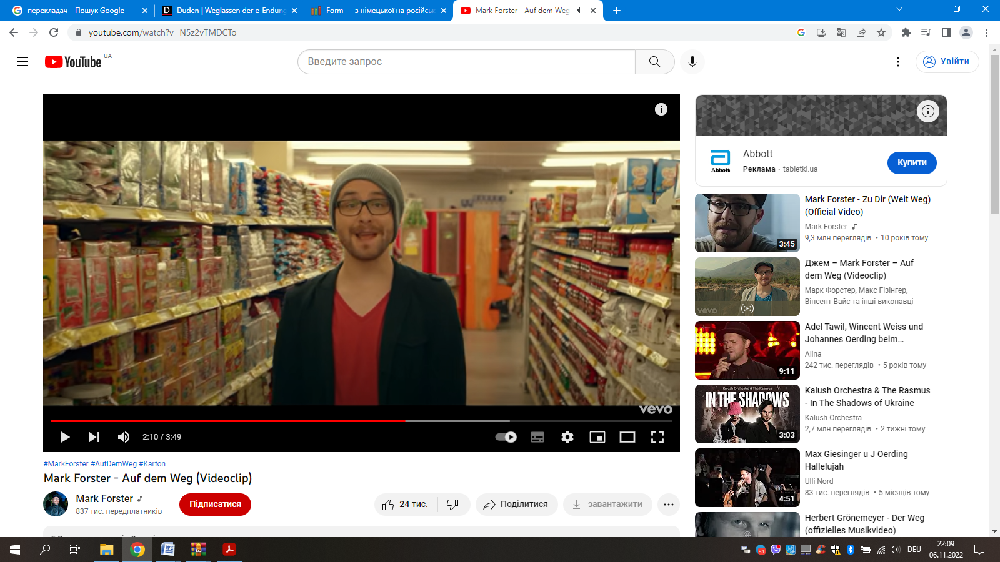 перекладач - Пошук Google
Duden | Weglassen der e-Endung
Form — з німецької на російськ
Mark Forster - Auf dem Weg
youtube.com/watch?v=N5z2vTMDCTo
YouTube UA
Введите запрос
Увійти
vevo
2:10 / 3:49
#MarkForster #AufDemWeg #Karton
Mark Forster - Auf dem Weg (Videoclip)
Mark Forster
837 тис. передплатників
Підписатися
24 тис.
Поділитися
завантажити
Abbott
Abbott
Реклама · tabletki.ua
Купити
3:45
Mark Forster - Zu Dir (Weit Weg)
(Official Video)
Mark Forster
9,3 млн переглядів • 10 років тому
vevo
Джем – Mark Forster – Auf
dem Weg (Videoclip)
Марк Форстер, Макс Гізінгер,
Вінсент Вайс та інші виконавці
9:11
Adel Tawil, Wincent Weiss und
Johannes Oerding beim...
Alina
242 тис. переглядів • 5 років тому
Kalush Orchestra & The Rasmus
IN THE SHADOWS
3:03
Kalush Orchestra & The Rasmus
- In The Shadows of Ukraine
Kalush Orchestra
2,7 млн переглядів • 2 тижні тому
4:51
Max Giesinger u J Oerding
Hallelujah
Ulli Nord
83 тис. переглядів • 5 місяців тому
Herbert Grönemeyer - Der Weg
(offizielles Musikvideo)
81
DEU
22:09
06.11.2022